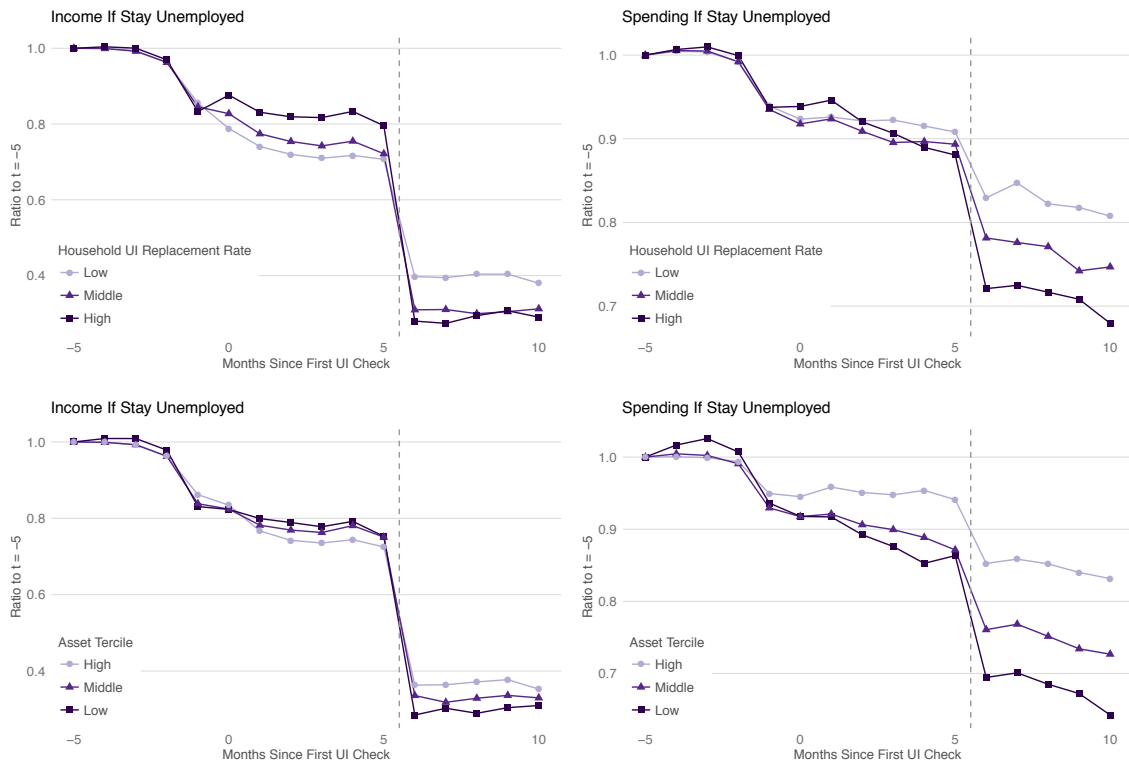 Income If Stay Unemployed
1.0
0.8
0.6
0.4
Ratio to t = −5
Household UI Replacement Rate
Low
Middle
High
−5 0 5 10
Months Since First UI Check
Spending If Stay Unemployed
1.0
0.9
0.8
0.7
Ratio to t = −5
Household UI Replacement Rate
Low
Middle
High
−5 0 5 10
Months Since First UI Check
Income If Stay Unemployed
1.0
0.8
0.6
0.4
Ratio to t = −5
Asset Tercile
High
Middle
Low
−5 0 5 10
Months Since First UI Check
Spending If Stay Unemployed
1.0
0.9
0.8
0.7
Ratio to t = −5
Asset Tercile
High
Middle
Low
−5 0 5 10
Months Since First UI Check